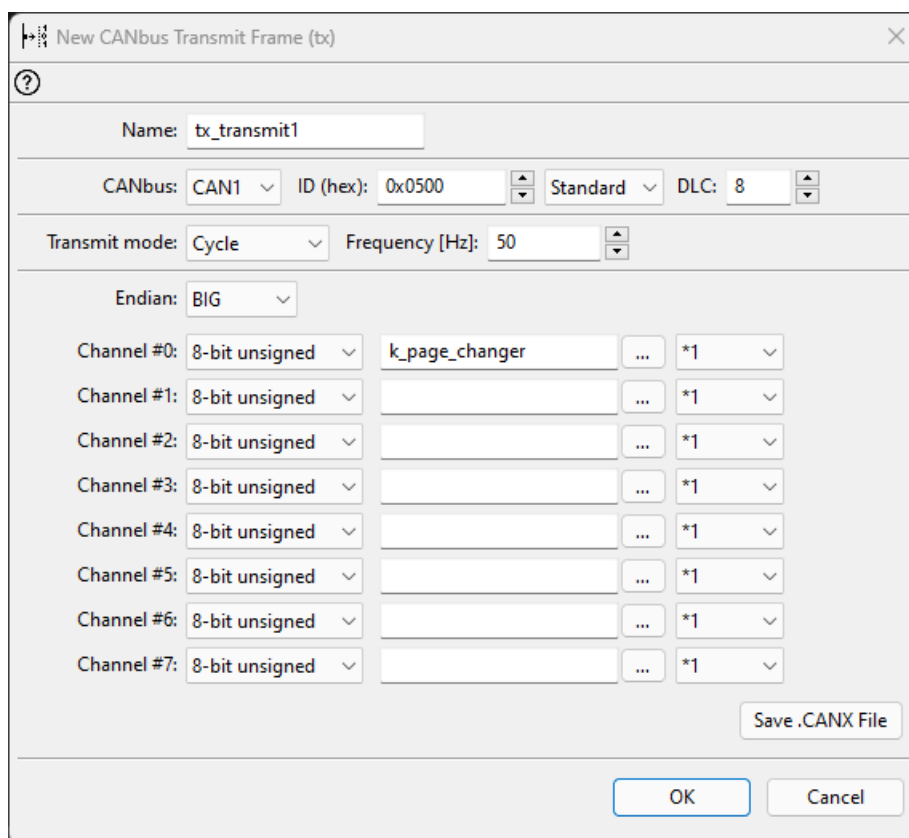 New CANbus Transmit Frame (tx)
Name: tx_transmit1
CANbus: CAN1 ID (hex): 0x0500 Standard DLC: 8
Transmit mode: Cycle Frequency [Hz]: 50
Endian: BIG
Channel #0: 8-bit unsigned k_page_changer ... *1
Channel #1: 8-bit unsigned ... *1
Channel #2: 8-bit unsigned ... *1
Channel #3: 8-bit unsigned ... *1
Channel #4: 8-bit unsigned ... *1
Channel #5: 8-bit unsigned ... *1
Channel #6: 8-bit unsigned ... *1
Channel #7: 8-bit unsigned ... *1
Save .CANX File
OK Cancel